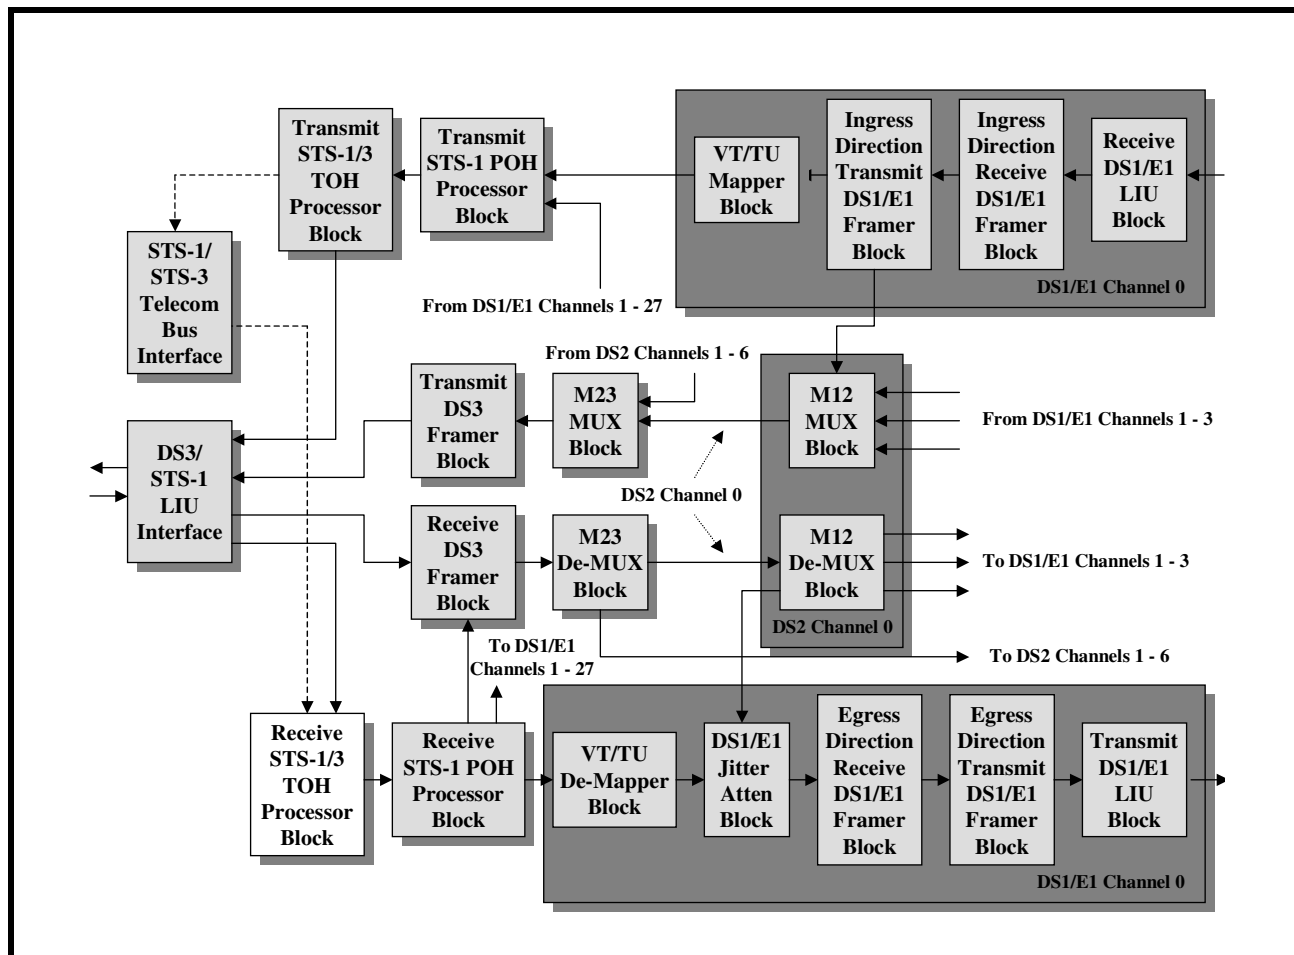 Transmit
STS-1/3
TOH
Processor
Block
Transmit
STS-1 POH
Processor
Block
VT/TU
Mapper
Block
Ingress
Direction
Transmit
DS1/E1
Framer
Block
Ingress
Direction
Receive
DS1/E1
Framer
Block
Receive
DS1/E1
LIU
Block
DS1/E1 Channel 0
STS-1/
STS-3
Telecom
Bus
Interface
From DS1/E1 Channels 1 - 27
From DS2 Channels 1 - 6
Transmit
DS3
Framer
Block
M23
MUX
Block
M12
MUX
Block
From DS1/E1 Channels 1 - 3
DS3/
STS-1
LIU
Interface
DS2 Channel 0
Receive
DS3
Framer
Block
M23
De-MUX
Block
M12
De-MUX
Block
To DS1/E1 Channels 1 - 3
DS2 Channel 0
To DS1/E1
Channels 1 - 27
To DS2 Channels 1 - 6
Receive
STS-1/3
TOH
Processor
Block
Receive
STS-1 POH
Processor
Block
VT/TU
De-Mapper
Block
DS1/E1
Jitter
Atten
Block
Egress
Direction
Receive
DS1/E1
Framer
Block
Egress
Direction
Transmit
DS1/E1
Framer
Block
Transmit
DS1/E1
LIU
Block
DS1/E1 Channel 0